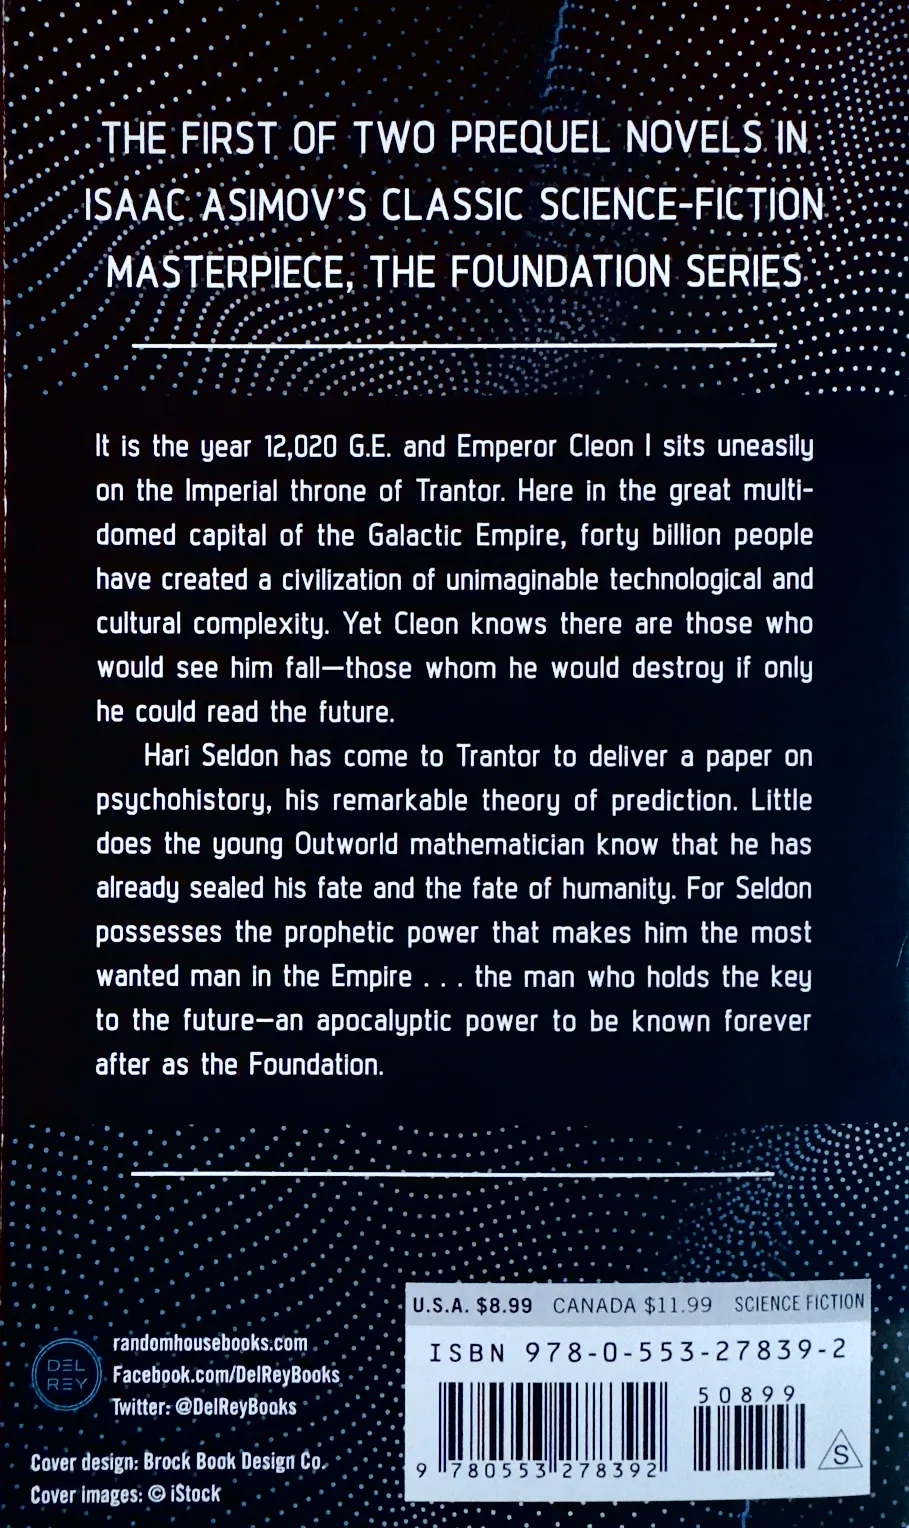 THE FIRST OF TWO PREQUEL NOVELS IN
ISAAC ASIMOV'S CLASSIC SCIENCE-FICTION
MASTERPIECE, THE FOUNDATION SERIES
It is the year 12,020 G.E. and Emperor Cleon I sits uneasily
on the Imperial throne of Trantor. Here in the great multi-
domed capital of the Galactic Empire, forty billion people
have created a civilization of unimaginable technological and
cultural complexity. Yet Cleon knows there are those who
would see him fall—those whom he would destroy if only
he could read the future.
Hari Seldon has come to Trantor to deliver a paper on
psychohistory, his remarkable theory of prediction. Little
does the young Outworld mathematician know that he has
already sealed his fate and the fate of humanity. For Seldon
possesses the prophetic power that makes him the most
wanted man in the Empire . . . the man who holds the key
to the future—an apocalyptic power to be known forever
after as the Foundation.
DEL
REY
randomhousebooks.com
Facebook.com/DelReyBooks
Twitter: @DelReyBooks
Cover design: Brock Book Design Co.
Cover images: © iStock
U.S.A. $8.99 CANADA $11.99 SCIENCE FICTION
ISBN 978-0-553-27839-2
50899
9 780553 278392
S